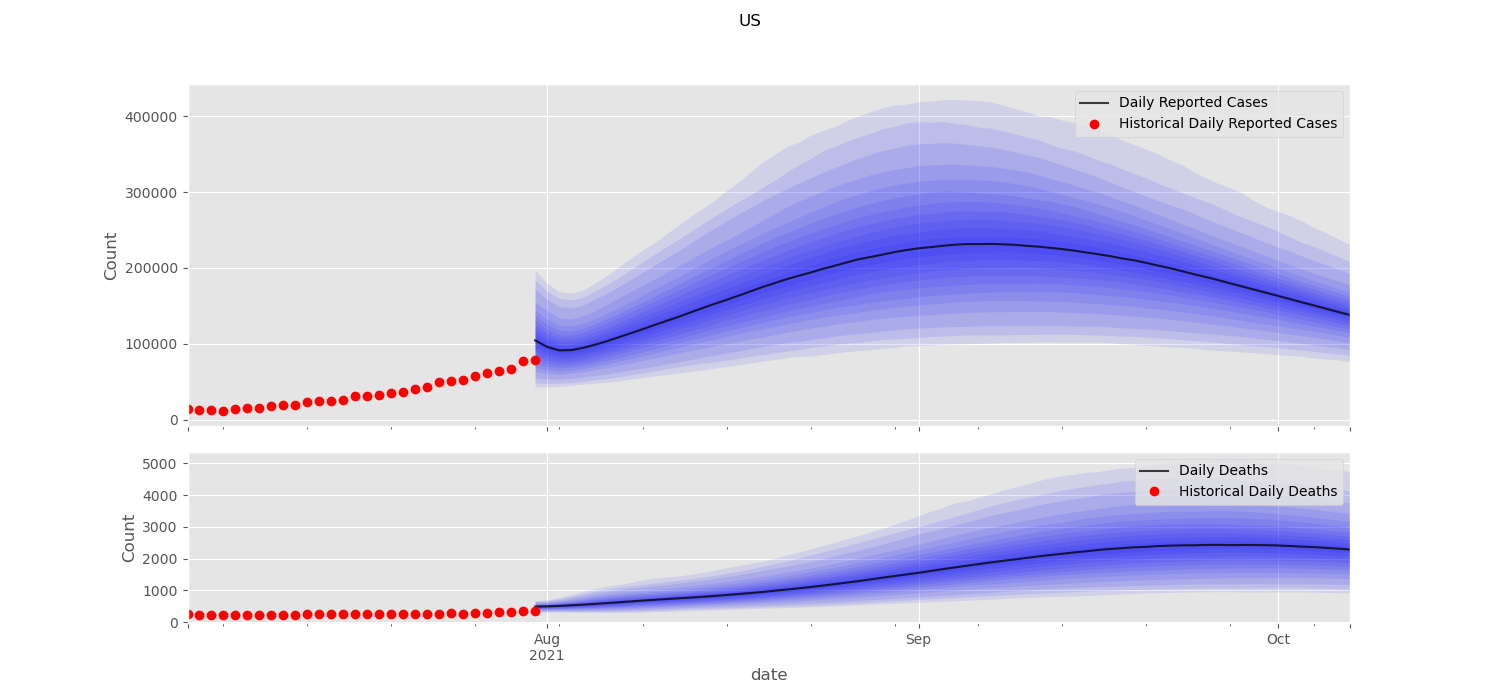 US
Count
400000
300000
200000
100000
0
Daily Reported Cases
Historical Daily Reported Cases
Count
5000
4000
3000
2000
1000
0
Daily Deaths
Historical Daily Deaths
Aug
2021
Sep
Oct
date